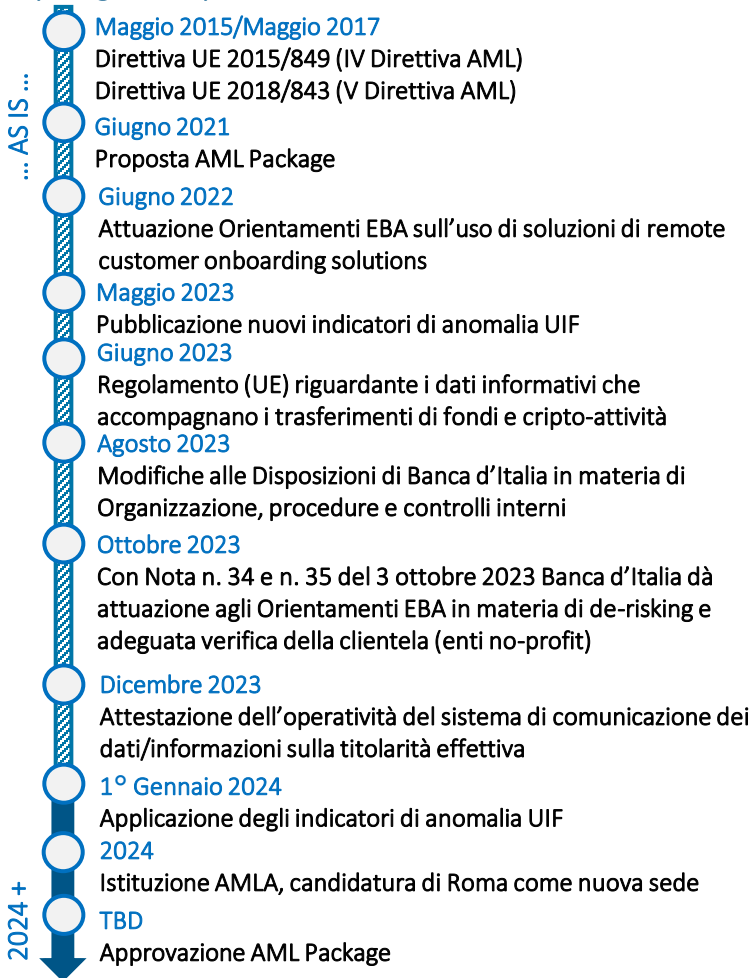 Maggio 2015/Maggio 2017
Direttiva UE 2015/849 (IV Direttiva AML)
Direttiva UE 2018/843 (V Direttiva AML)
... AS IS ...
Giugno 2021
Proposta AML Package
Giugno 2022
Attuazione Orientamenti EBA sull'uso di soluzioni di remote
customer onboarding solutions
Maggio 2023
Pubblicazione nuovi indicatori di anomalia UIF
Giugno 2023
Regolamento (UE) riguardante i dati informativi che
accompagnano i trasferimenti di fondi e cripto-attività
Agosto 2023
Modifiche alle Disposizioni di Banca d'Italia in materia di
Organizzazione, procedure e controlli interni
Ottobre 2023
Con Nota n. 34 e n. 35 del 3 ottobre 2023 Banca d'Italia dà
attuazione agli Orientamenti EBA in materia di de-risking e
adeguata verifica della clientela (enti no-profit)
Dicembre 2023
Attestazione dell'operatività del sistema di comunicazione dei
dati/informazioni sulla titolarità effettiva
1° Gennaio 2024
Applicazione degli indicatori di anomalia UIF
2024
Istituzione AMLA, candidatura di Roma come nuova sede
2024 +
TBD
Approvazione AML Package